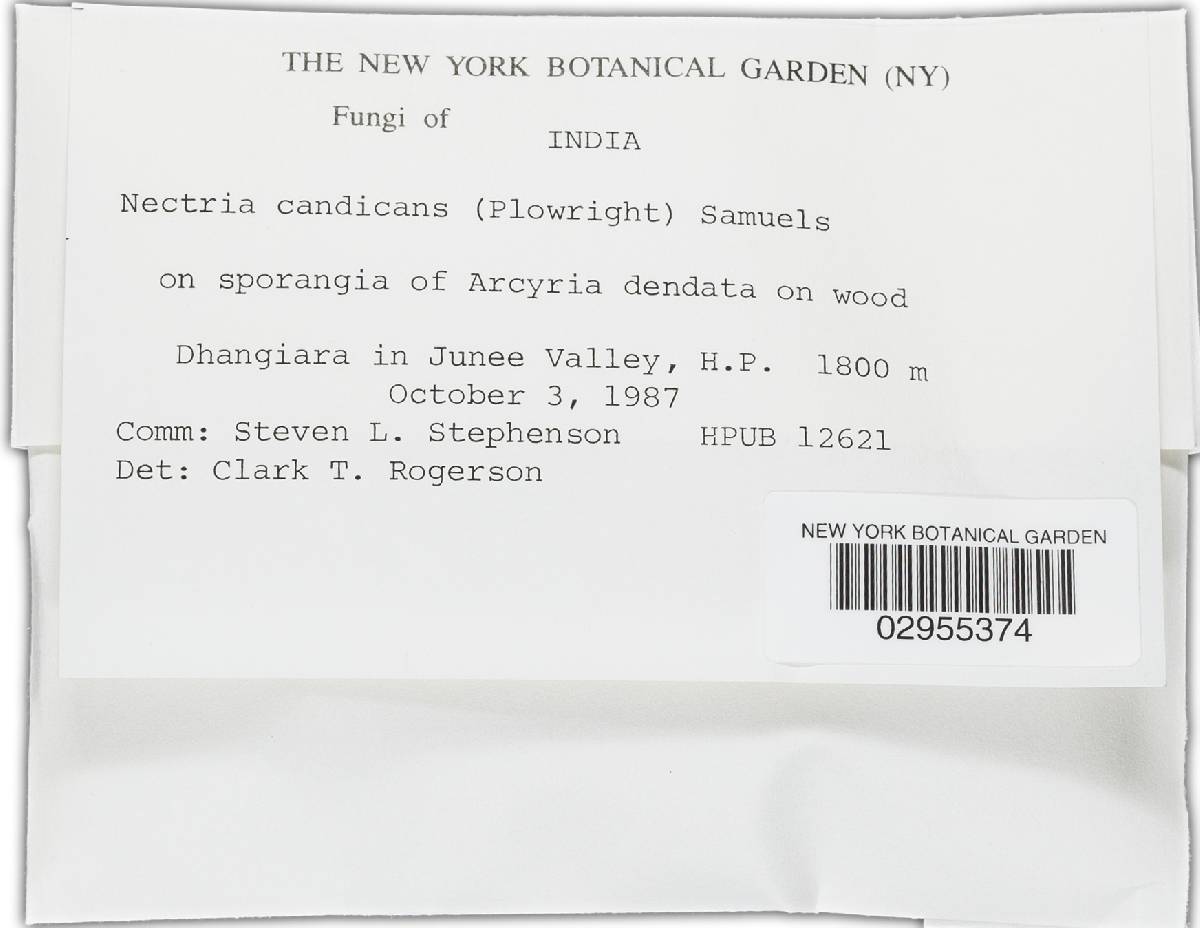 THE NEW YORK BOTANICAL GARDEN (NY)
Fungi of
INDIA
Nectria candicans (Plowright) Samuels
on sporangia of Arcyria dendata on wood
Dhangiara in Junee Valley, H.P. 1800 m
October 3, 1987
Comm: Steven L. Stephenson HPUB 12621
Det: Clark T. Rogerson
NEW YORK BOTANICAL GARDEN
02955374